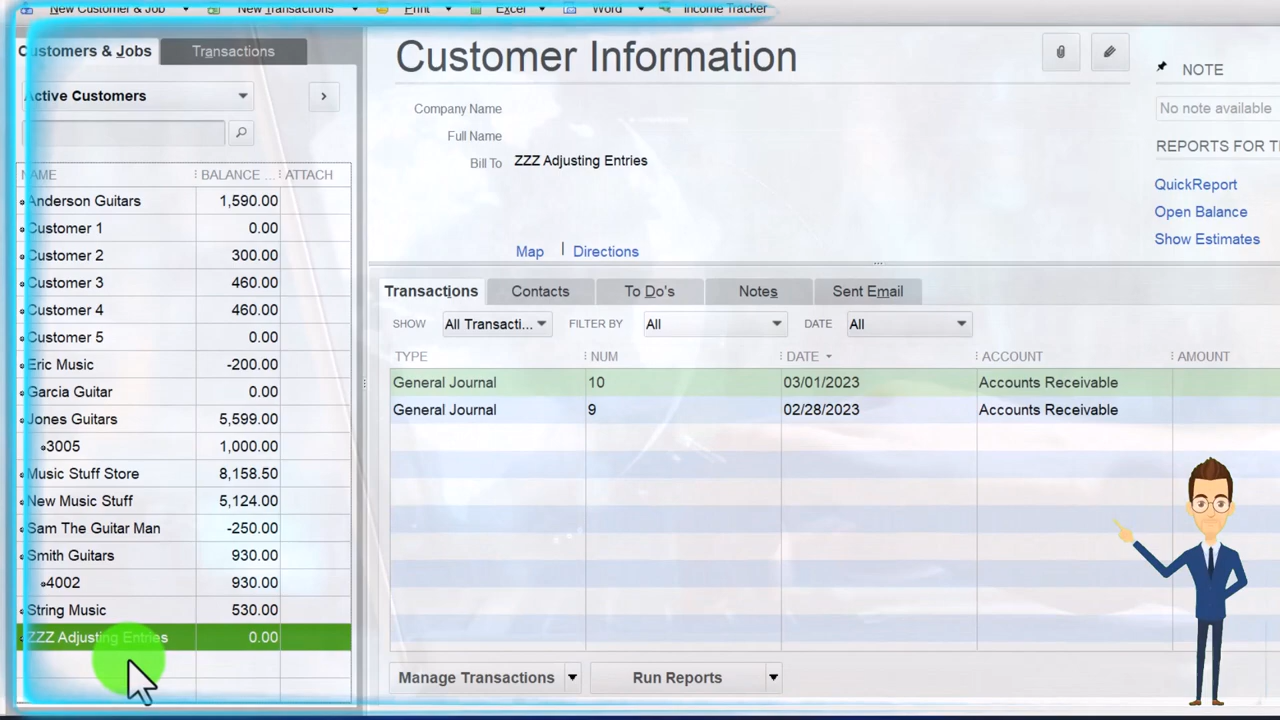 New Customer & Job New Transactions Print Excel Word Income Tracker
Customers & Jobs Transactions
Active Customers
NAME BALANCE ... ATTACH
Anderson Guitars 1,590.00
Customer 1 0.00
Customer 2 300.00
Customer 3 460.00
Customer 4 460.00
Customer 5 0.00
Eric Music -200.00
Garcia Guitar 0.00
Jones Guitars 5,599.00
3005 1,000.00
Music Stuff Store 8,158.50
New Music Stuff 5,124.00
Sam The Guitar Man -250.00
Smith Guitars 930.00
4002 930.00
String Music 530.00
ZZZ Adjusting Entries 0.00
Customer Information
Company Name
Full Name
Bill To ZZZ Adjusting Entries
Map | Directions
NOTE
No note available
REPORTS FOR
QuickReport
Open Balance
Show Estimates
Transactions Contacts To Do's Notes Sent Email
SHOW All Transacti... FILTER BY All DATE All
TYPE NUM DATE ACCOUNT AMOUNT
General Journal 10 03/01/2023 Accounts Receivable
General Journal 9 02/28/2023 Accounts Receivable
Manage Transactions Run Reports